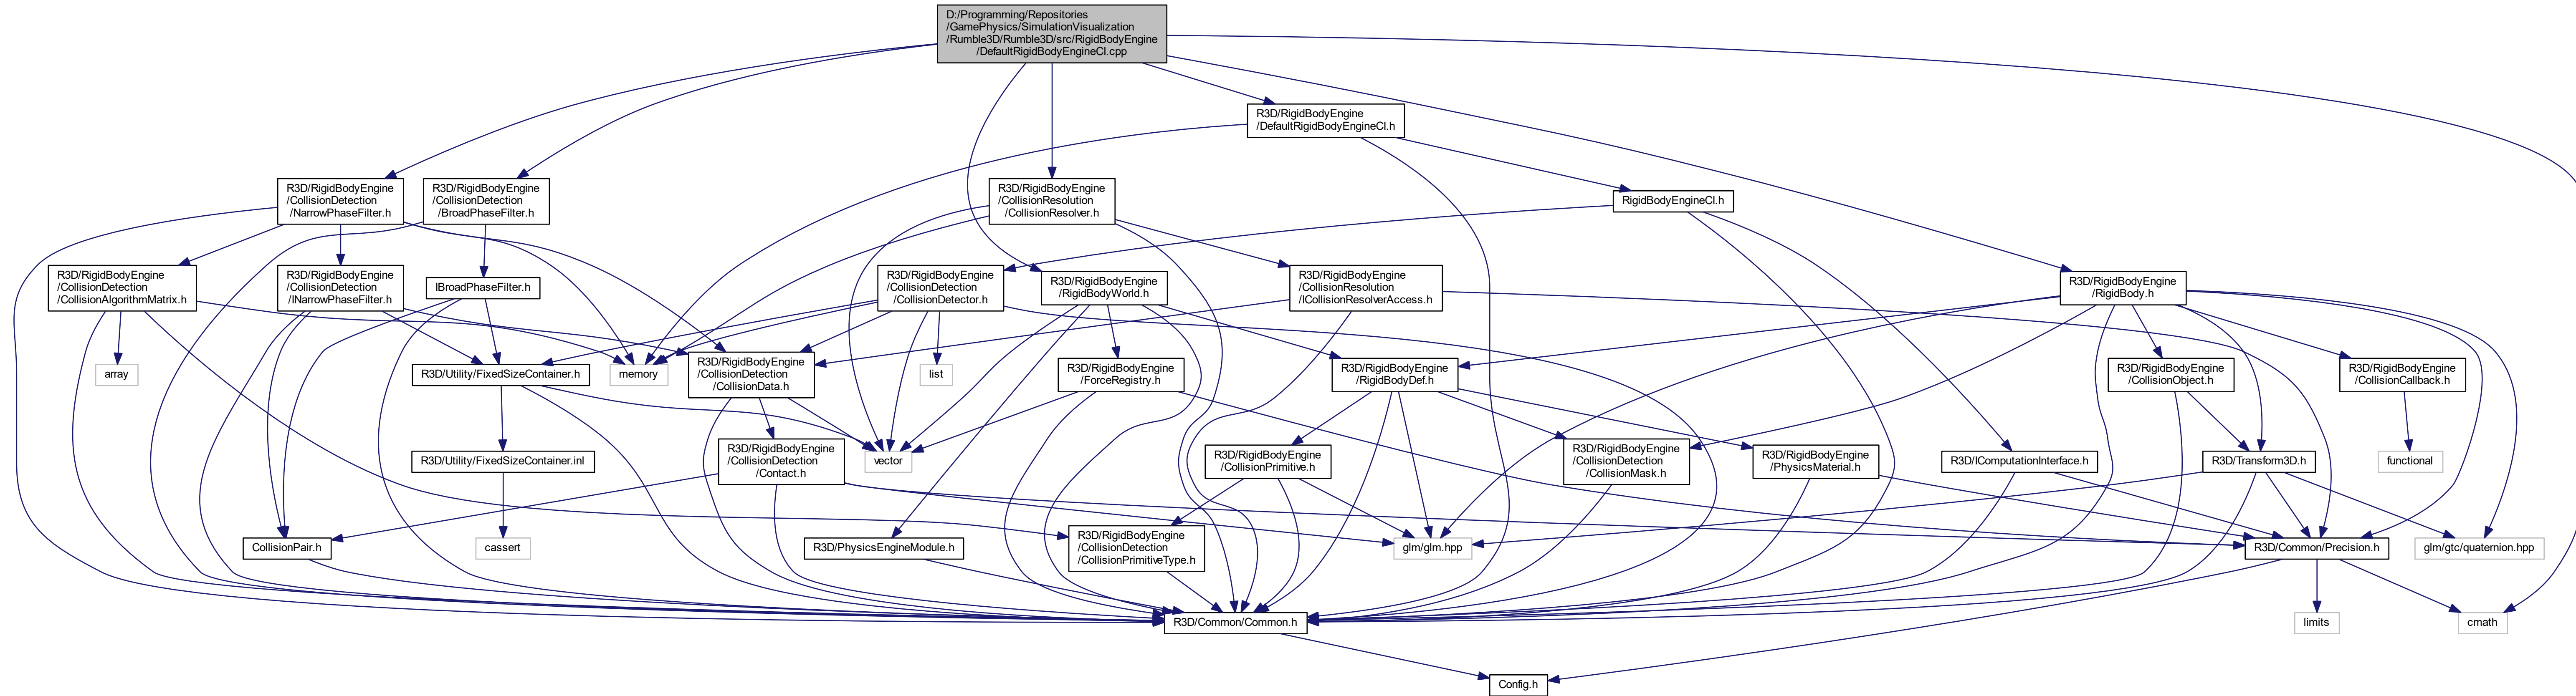 D:/Programming/Repositories
/GamePhysics/SimulationVisualization
/Rumble3D/Rumble3D/src/RigidBodyEngine
/DefaultRigidBodyEngineCI.cpp
R3D/RigidBodyEngine
/DefaultRigidBodyEngineCI.h
R3D/RigidBodyEngine
/CollisionDetection
/NarrowPhaseFilter.h
R3D/RigidBodyEngine
/CollisionDetection
/BroadPhaseFilter.h
R3D/RigidBodyEngine
/CollisionResolution
/CollisionResolver.h
RigidBodyEngineCI.h
R3D/RigidBodyEngine
/CollisionDetection
/CollisionAlgorithmMatrix.h
R3D/RigidBodyEngine
/CollisionDetection
/INarrowPhaseFilter.h
IBroadPhaseFilter.h
R3D/RigidBodyEngine
/CollisionDetection
/CollisionDetector.h
R3D/RigidBodyEngine
/RigidBodyWorld.h
R3D/RigidBodyEngine
/CollisionResolution
/ICollisionResolverAccess.h
R3D/RigidBodyEngine
/RigidBody.h
array
R3D/Utility/FixedSizeContainer.h
memory
R3D/RigidBodyEngine
/CollisionDetection
/CollisionData.h
list
R3D/RigidBodyEngine
/ForceRegistry.h
R3D/RigidBodyEngine
/RigidBodyDef.h
R3D/RigidBodyEngine
/CollisionObject.h
R3D/RigidBodyEngine
/CollisionCallback.h
R3D/Utility/FixedSizeContainer.inl
R3D/RigidBodyEngine
/CollisionDetection
/Contact.h
vector
R3D/RigidBodyEngine
/CollisionPrimitive.h
R3D/RigidBodyEngine
/CollisionDetection
/CollisionMask.h
R3D/RigidBodyEngine
/PhysicsMaterial.h
R3D/IComputationInterface.h
R3D/Transform3D.h
functional
CollisionPair.h
cassert
R3D/PhysicsEngineModule.h
R3D/RigidBodyEngine
/CollisionDetection
/CollisionPrimitiveType.h
glm/glm.hpp
R3D/Common/Precision.h
glm/gtc/quaternion.hpp
R3D/Common/Common.h
limits
cmath
Config.h